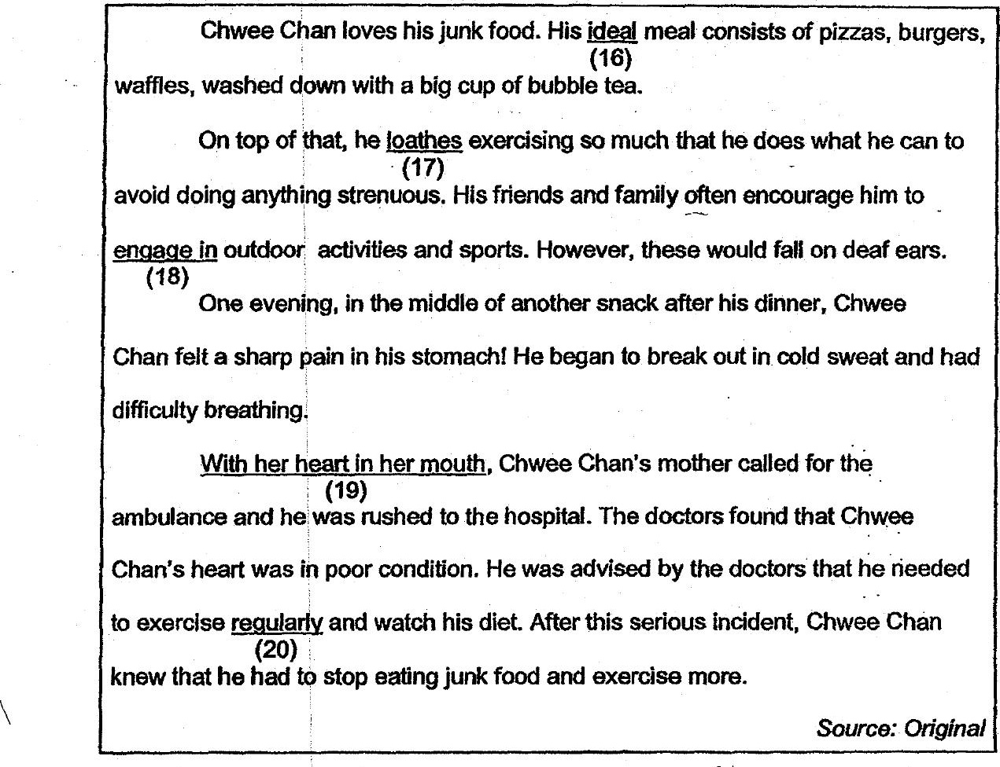 Chwee Chan loves his junk food. His ideal meal consists of pizzas, burgers,
(16)
waffles, washed down with a big cup of bubble tea.
On top of that, he loathes exercising so much that he does what he can to
(17)
avoid doing anything strenuous. His friends and family often encourage him to
engage in outdoor activities and sports. However, these would fall on deaf ears.
(18)
One evening, in the middle of another snack after his dinner, Chwee
Chan felt a sharp pain in his stomach! He began to break out in cold sweat and had
difficulty breathing.
With her heart in her mouth, Chwee Chan's mother called for the
(19)
ambulance and he was rushed to the hospital. The doctors found that Chwee
Chan's heart was in poor condition. He was advised by the doctors that he needed
to exercise regularly and watch his diet. After this serious incident, Chwee Chan
(20)
knew that he had to stop eating junk food and exercise more.
Source: Original